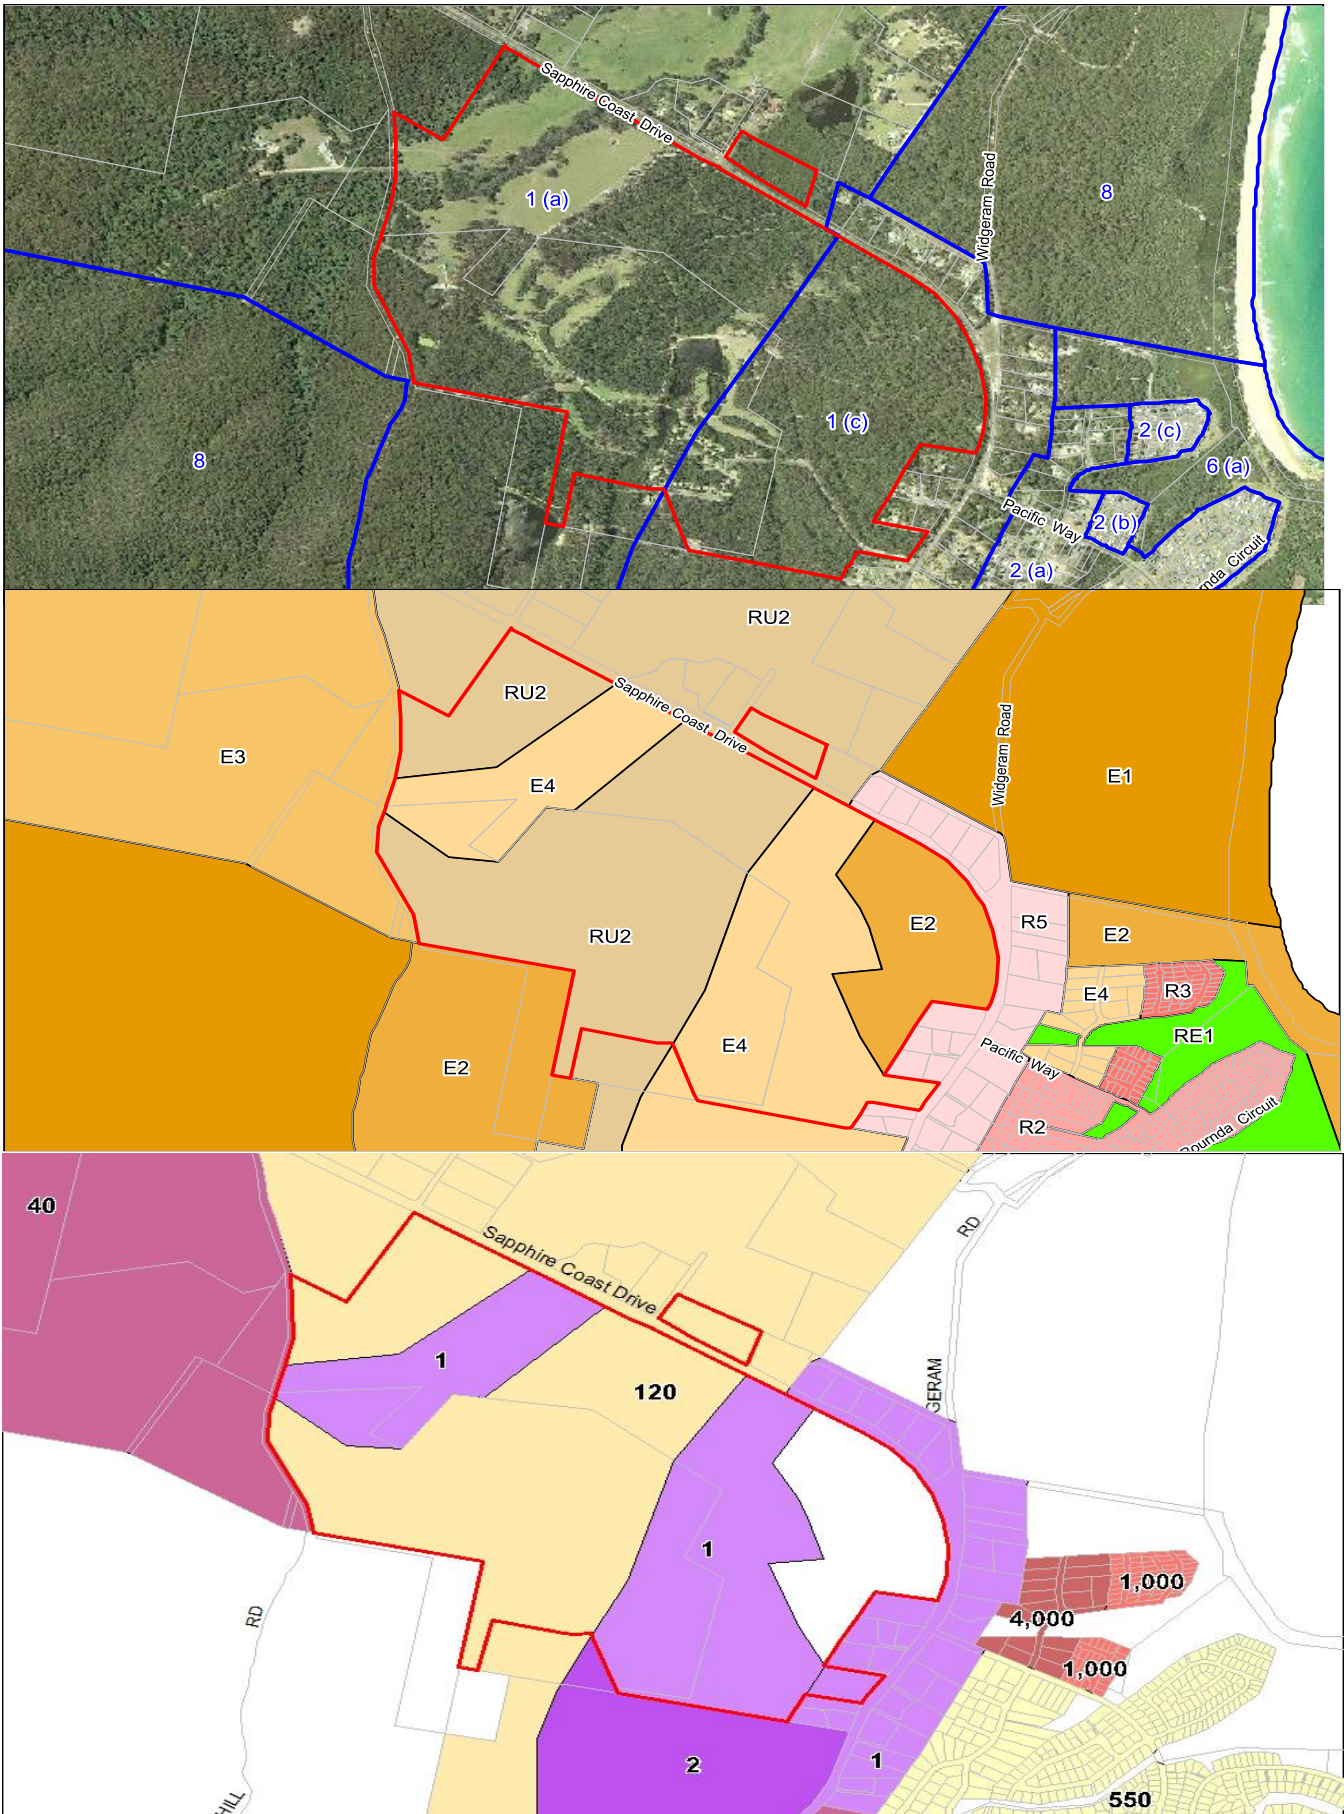 Sapphire Coast Drive
1 (a)
Widgeram Road
8
1 (c)
2 (c)
8
6 (a)
Pacific Way
2 (b)
2 (a)
rnda Circuit
RU2
RU2
Sapphire Coast Drive
E3
E4
Widgeram Road
E1
RU2
E2
R5
E2
E4
R3
RE1
E4
Pacific Way
E2
R2
Bournda Circuit
40
Sapphire Coast Drive
RD
1
120
GERAM
1
1,000
4,000
RD
1,000
2
1
550
HILL